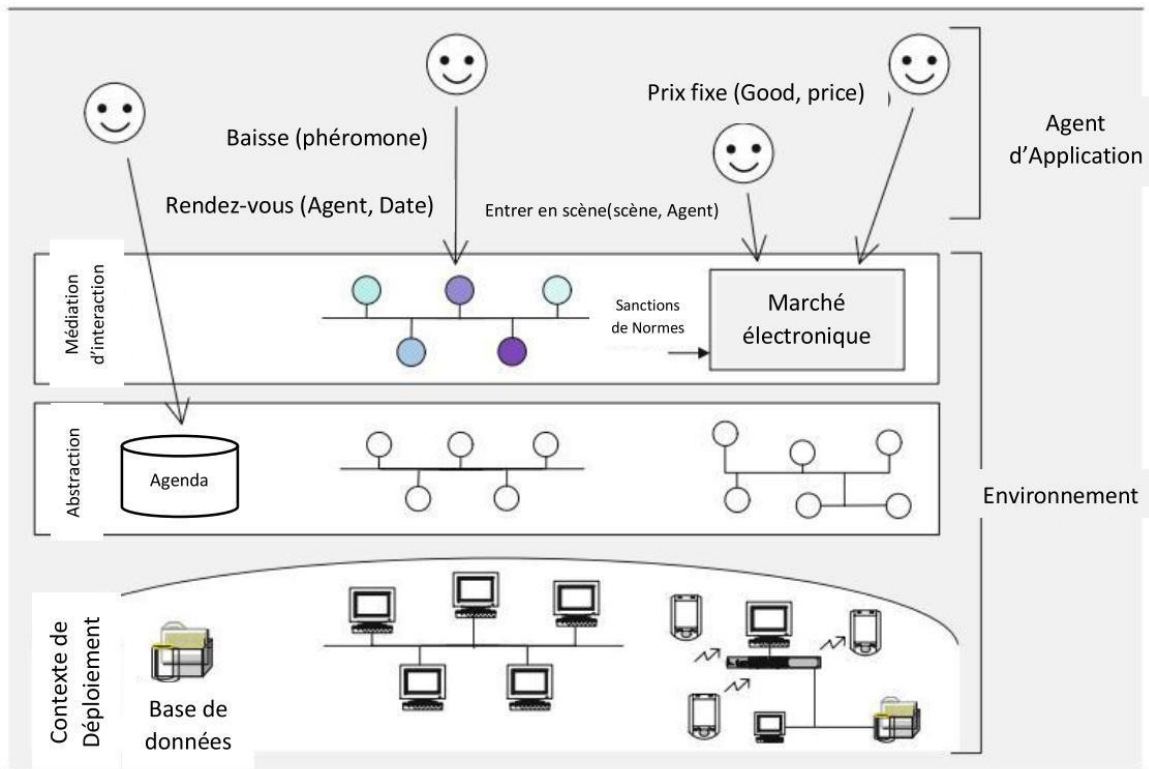 Prix fixe (Good, price)
Baisse (phéromone)
Agent
d'Application
Rendez-vous (Agent, Date)
Entrer en scène(scène, Agent)
Médiation
d'interaction
Sanctions
de Normes
Marché
électronique
Abstraction
Agenda
Environnement
Contexte de
Déploiement
Base de
données